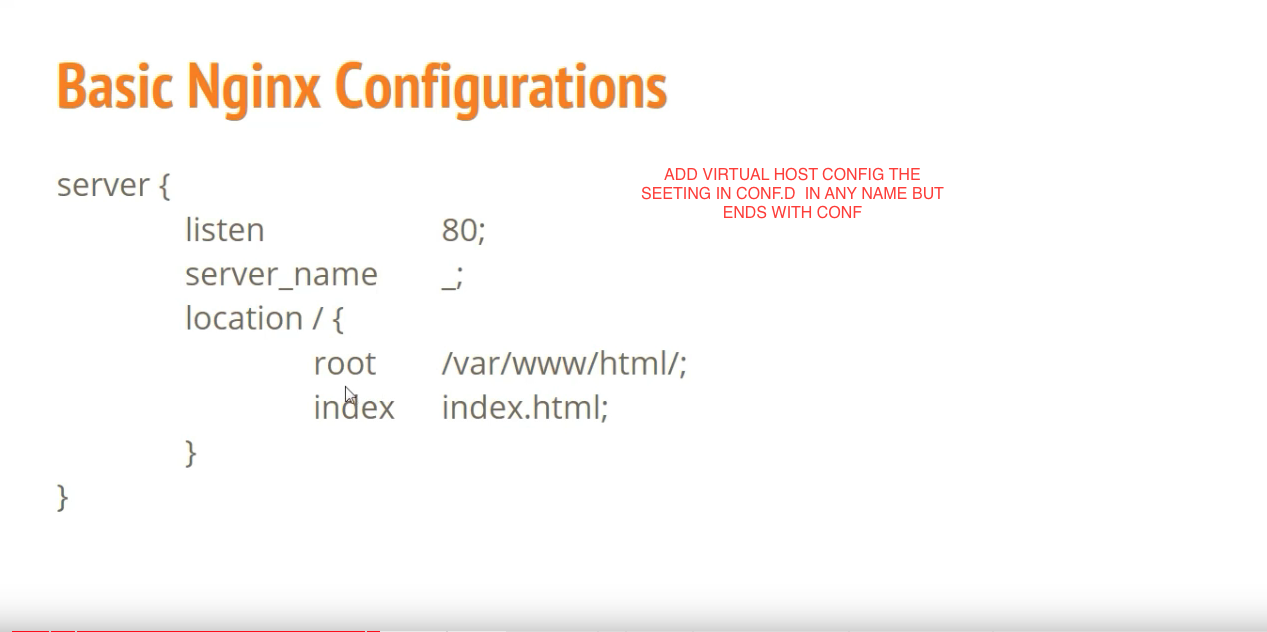 Basic Nginx Configurations
ADD VIRTUAL HOST CONFIG THE
SEETING IN CONF.D  IN ANY NAME BUT
ENDS WITH CONF
server {
listen 80;
server_name _;
location / {
root /var/www/html/;
index index.html;
}
}